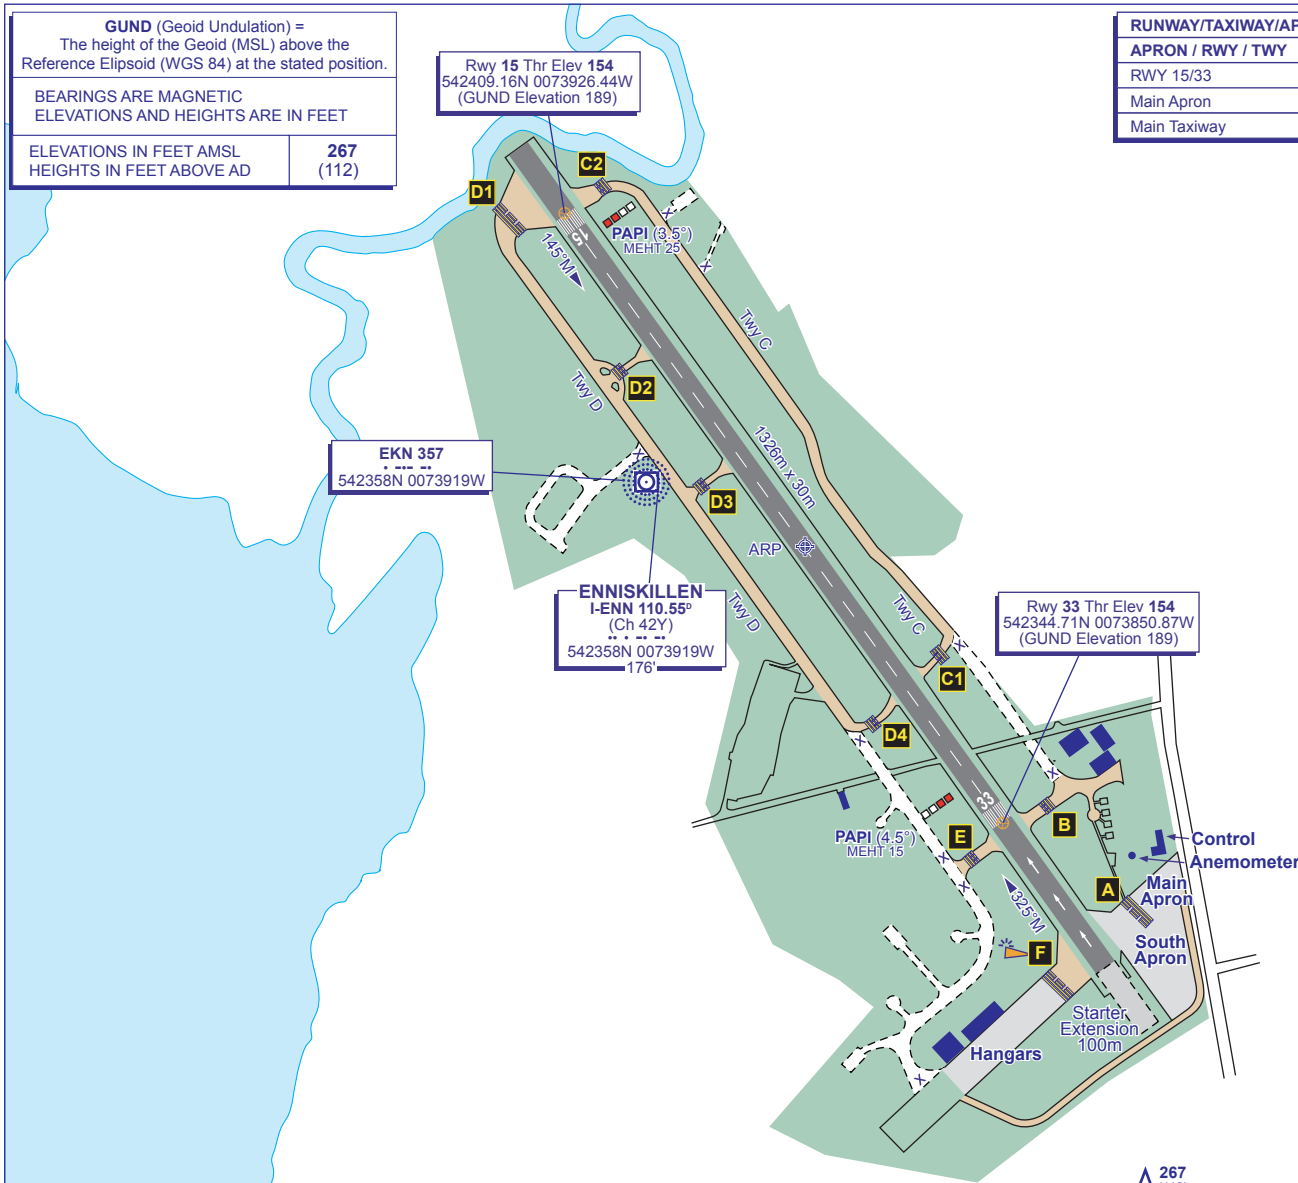 GUND (Geoid Undulation) =
The height of the Geoid (MSL) above the
Reference Elipsoid (WGS 84) at the stated position.
BEARINGS ARE MAGNETIC
ELEVATIONS AND HEIGHTS ARE IN FEET
ELEVATIONS IN FEET AMSL
HEIGHTS IN FEET ABOVE AD
267
(112)
Rwy 15 Thr Elev 154
542409.16N 0073926.44W
(GUND Elevation 189)
RUNWAY/TAXIWAY/AP
APRON / RWY / TWY
RWY 15/33
Main Apron
Main Taxiway
C2
D1
15
PAPI (3.5°)
MEHT 25
145°M
X
X
Twy C
Twy D
D2
1326m x 30m
EKN 357
542358N 0073919W
X
D3
ARP
ENNISKILLEN
I-ENN 110.55D
(Ch 42Y)
542358N 0073919W
176'
Twy D
Twy C
Rwy 33 Thr Elev 154
542344.71N 0073850.87W
(GUND Elevation 189)
X
C1
D4
X
X
33
PAPI (4.5°)
MEHT 15
E
B
X
X
Control
Anemometer
A
Main
Apron
325°M
South
Apron
F
Starter
Extension
100m
Hangars
X
267